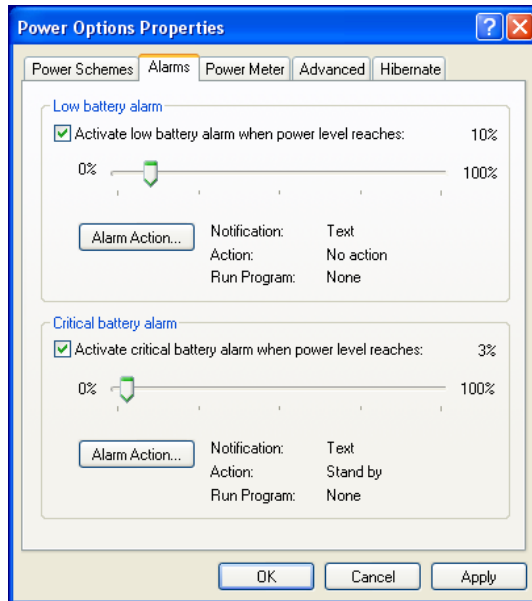 Power Options Properties
Power Schemes Alarms Power Meter Advanced Hibernate
Low battery alarm
Activate low battery alarm when power level reaches: 10%
0% 100%
Alarm Action... Notification: Text
Action: No action
Run Program: None
Critical battery alarm
Activate critical battery alarm when power level reaches: 3%
0% 100%
Alarm Action... Notification: Text
Action: Stand by
Run Program: None
OK Cancel Apply